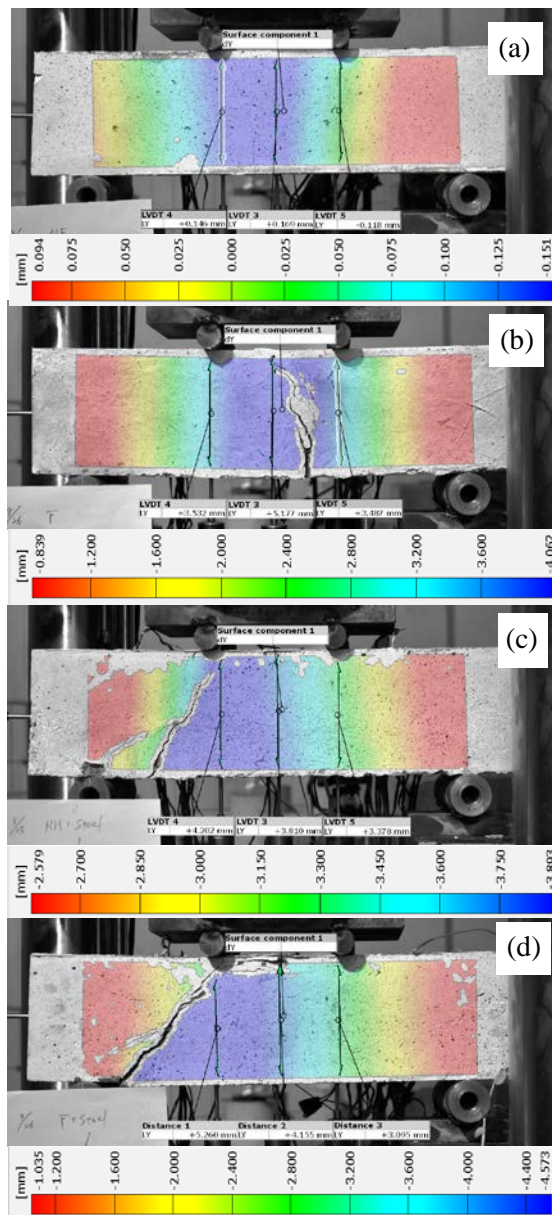 (a)
Surface component 1
dY
LVDT 4 LVDT 3 LVDT 5
LY +0.146 mm LY +0.169 mm LY -0.118 mm
[mm] 0.094 0.075 0.050 0.025 0.000 -0.025 -0.050 -0.075 -0.100 -0.125 -0.151
(b)
Surface component 1
dY
LVDT 4 LVDT 3 LVDT 5
LY +3.532 mm LY +5.177 mm LY +3.487 mm
[mm] -0.839 -1.200 -1.600 -2.000 -2.400 -2.800 -3.200 -3.600 -4.062
(c)
Surface component 1
dY
LVDT 4 LVDT 3 LVDT 5
LY +4.202 mm LY +3.810 mm LY +3.378 mm
HH + Steel
[mm] -2.579 -2.700 -2.850 -3.000 -3.150 -3.300 -3.450 -3.600 -3.750
(d)
Surface component 1
dY
Distance 1 Distance 2 Distance 3
LY +5.260 mm LY +4.155 mm LY +3.095 mm
F + Steel
[mm] -1.035 -1.200 -1.600 -2.000 -2.400 -2.800 -3.200 -3.600 -4.000 -4.400 -4.573